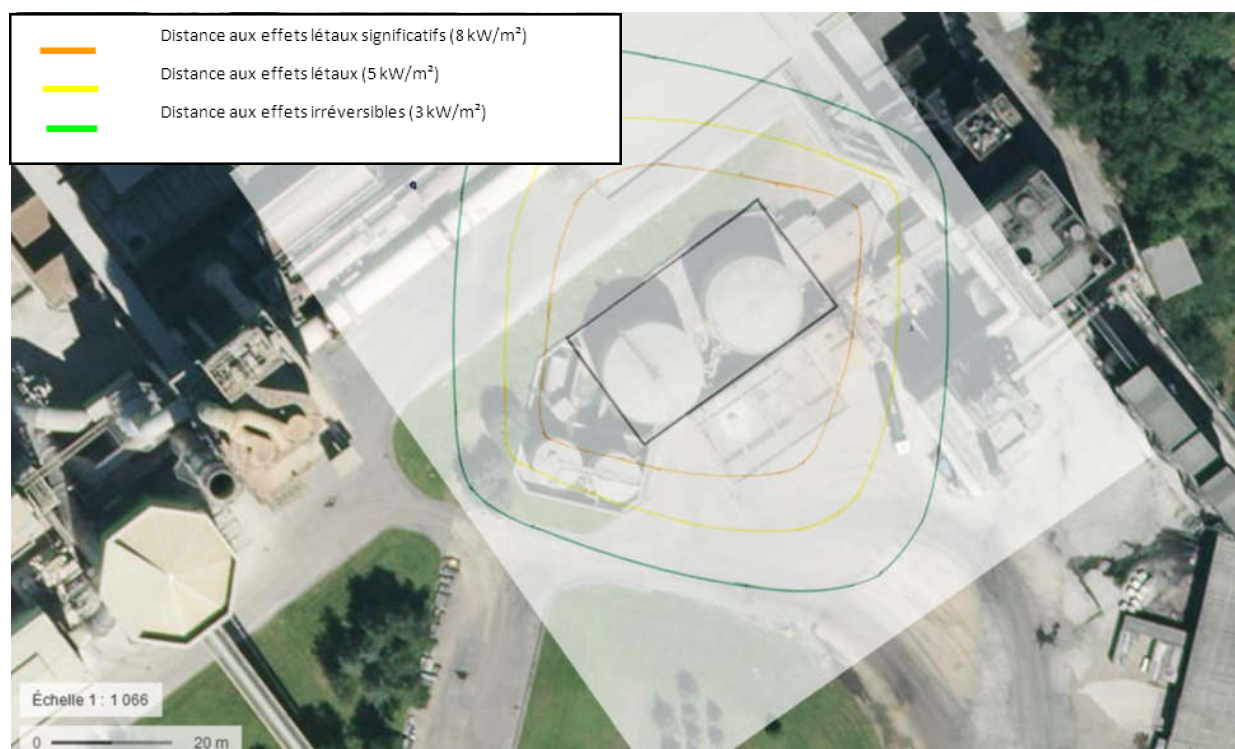 Distance aux effets létaux significatifs (8 kW/m²)
Distance aux effets létaux (5 kW/m²)
Distance aux effets irréversibles (3 kW/m²)
Échelle 1 : 1 066
0 20 m